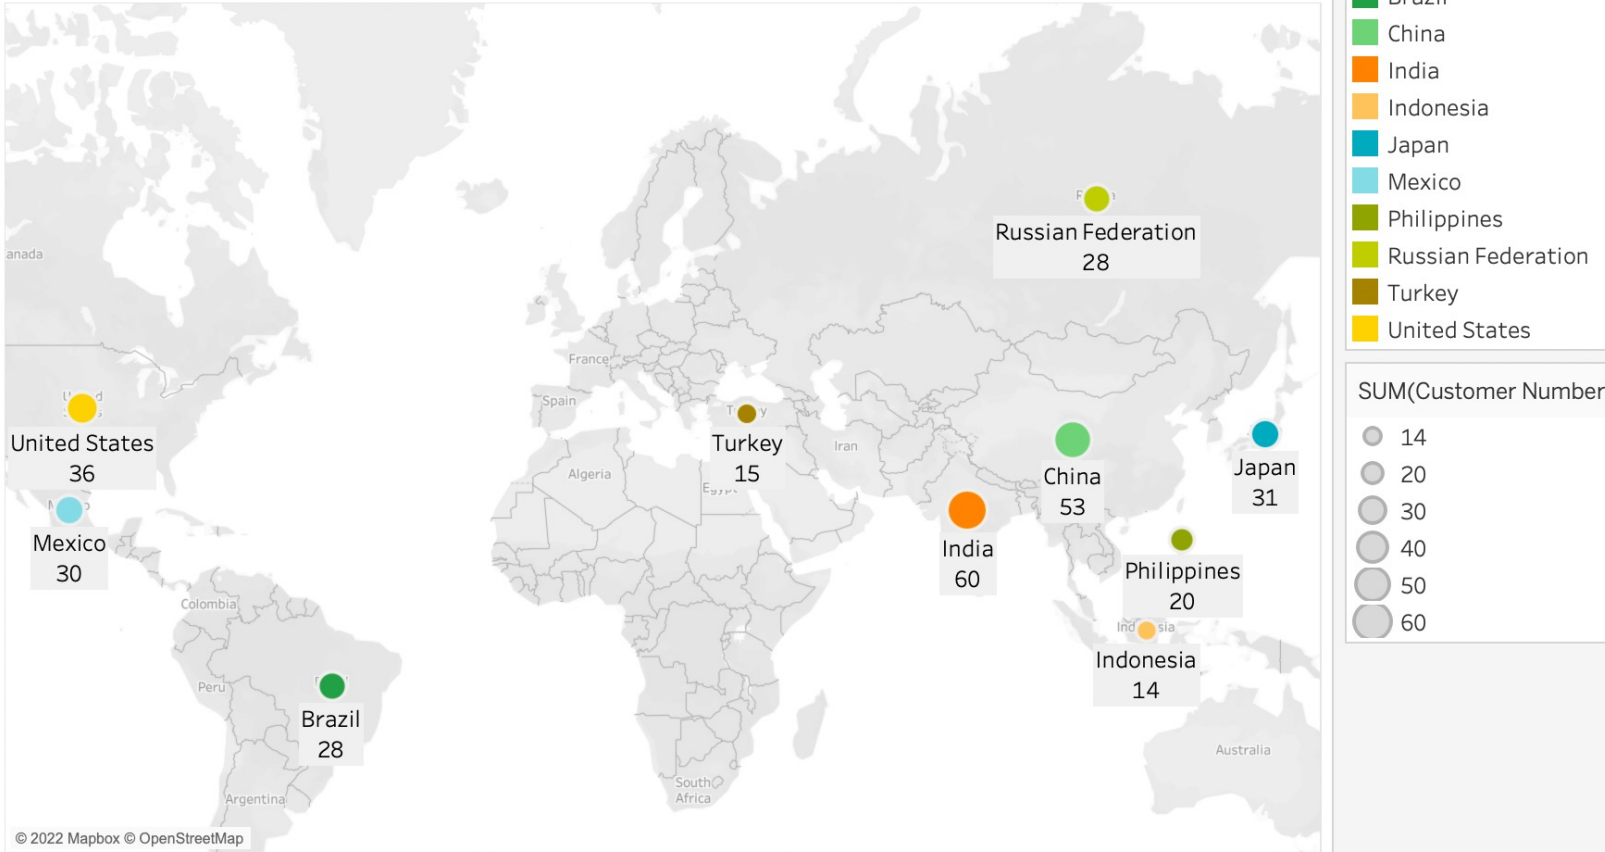 Brazil
China
India
Indonesia
Japan
Mexico
Philippines
Russian Federation
Turkey
United States
SUM(Customer Number
14
20
30
40
50
60
anada
Russian Federation
28
France
Spain
United States
36
Turkey
15
Iran
China
53
Japan
31
Algeria
Egypt
Mexico
30
India
60
Philippines
20
Colombia
Indonesia
14
Peru
Brazil
28
Australia
South
Africa
Argentina
© 2022 Mapbox © OpenStreetMap